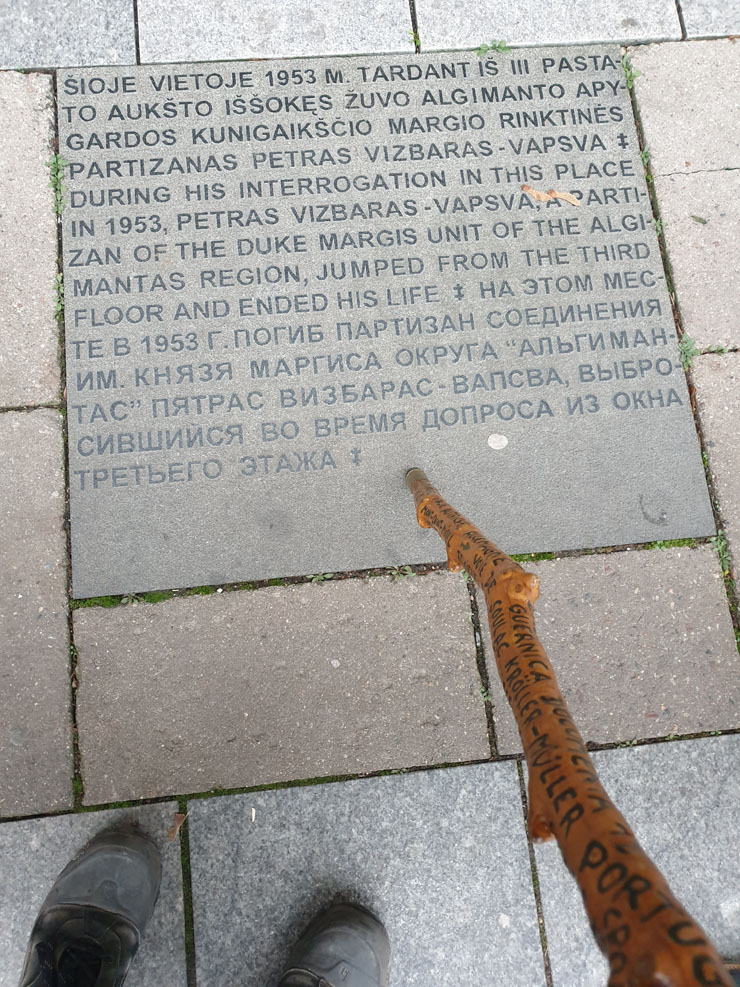 ŠIOJE VIETOJE 1953 M. TARDANT IŠ III PASTA-
TO AUKŠTO IŠŠOKĘS ŽUVO ALGIMANTO APY-
GARDOS KUNIGAIKŠČIO MARGIO RINKTINĖS
PARTIZANAS PETRAS VIZBARAS-VAPSVA ‡
DURING HIS INTERROGATION IN THIS PLACE
IN 1953, PETRAS VIZBARAS-VAPSVA, A PARTI-
ZAN OF THE DUKE MARGIS UNIT OF THE ALGI-
MANTAS REGION, JUMPED FROM THE THIRD
FLOOR AND ENDED HIS LIFE ‡ НА ЭТОМ МЕС-
ТЕ В 1953 Г. ПОГИБ ПАРТИЗАН СОЕДИНЕНИЯ
ИМ. КНЯЗЯ МАРГИСА ОКРУГА "АЛЬГИМАН-
ТАС" ПЯТРАС ВИЗБАРАС-ВАПСВА, ВЫБРО-
СИВШИЙСЯ ВО ВРЕМЯ ДОПРОСА ИЗ ОКНА
ТРЕТЬЕГО ЭТАЖА ‡
GUERNICA
SOULAC KRÖLLER-MÜLLER PORTUG